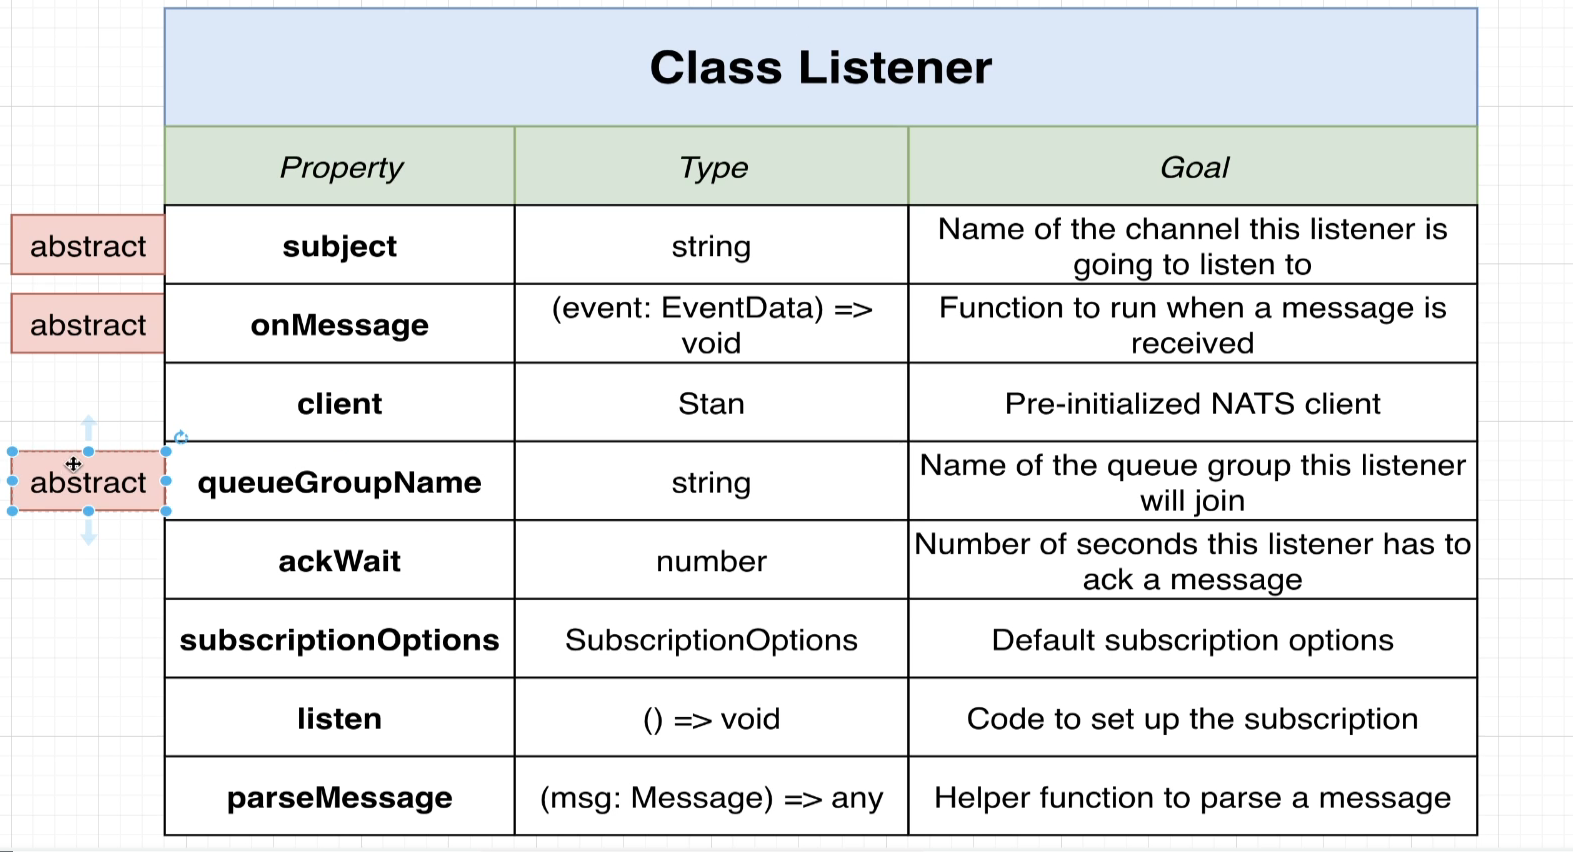 Class Listener
Property Type Goal
abstract subject string Name of the channel this listener is
going to listen to
abstract onMessage (event: EventData) => Function to run when a message is
void received
client Stan Pre-initialized NATS client
abstract queueGroupName string Name of the queue group this listener
will join
ackWait number Number of seconds this listener has to
ack a message
subscriptionOptions SubscriptionOptions Default subscription options
listen () => void Code to set up the subscription
parseMessage (msg: Message) => any Helper function to parse a message